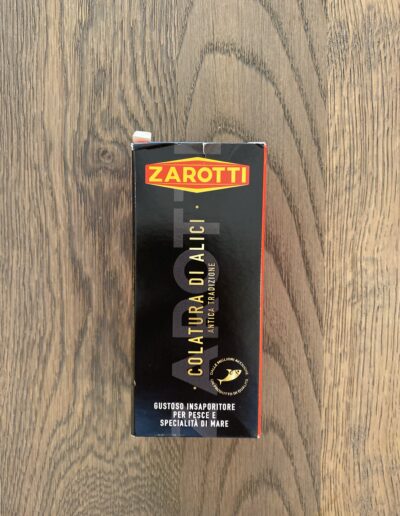 ZAROTTI
· COLATURA DI ALICI ·
ANTICA TRADIZIONE
GUSTOSO INSAPORITORE
PER PESCE E
SPECIALITÀ DI MARE